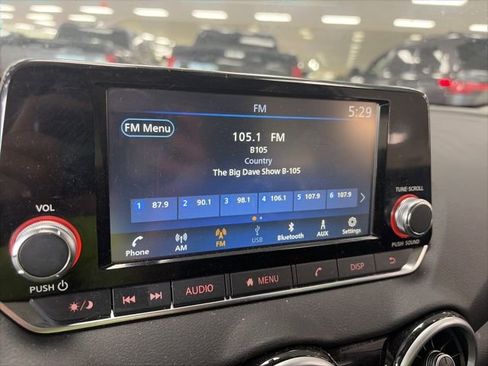 FM
5:29
FM Menu
105.1 FM
B105
Country
The Big Dave Show B-105
1 87.9 2 90.1 3 98.1 4 106.1 5 107.9 6 107.9
Phone AM FM USB Bluetooth AUX Settings
VOL
PUSH
TUNE·SCROLL
PUSH SOUND
AUDIO MENU DISP